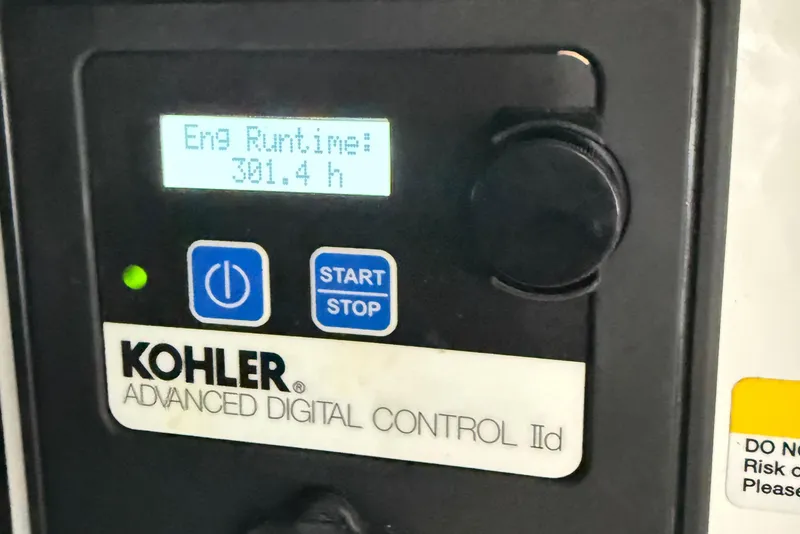 Eng Runtime:
301.4 h
START
STOP
KOHLER®
ADVANCED DIGITAL CONTROL IId
DO
Risk
Please